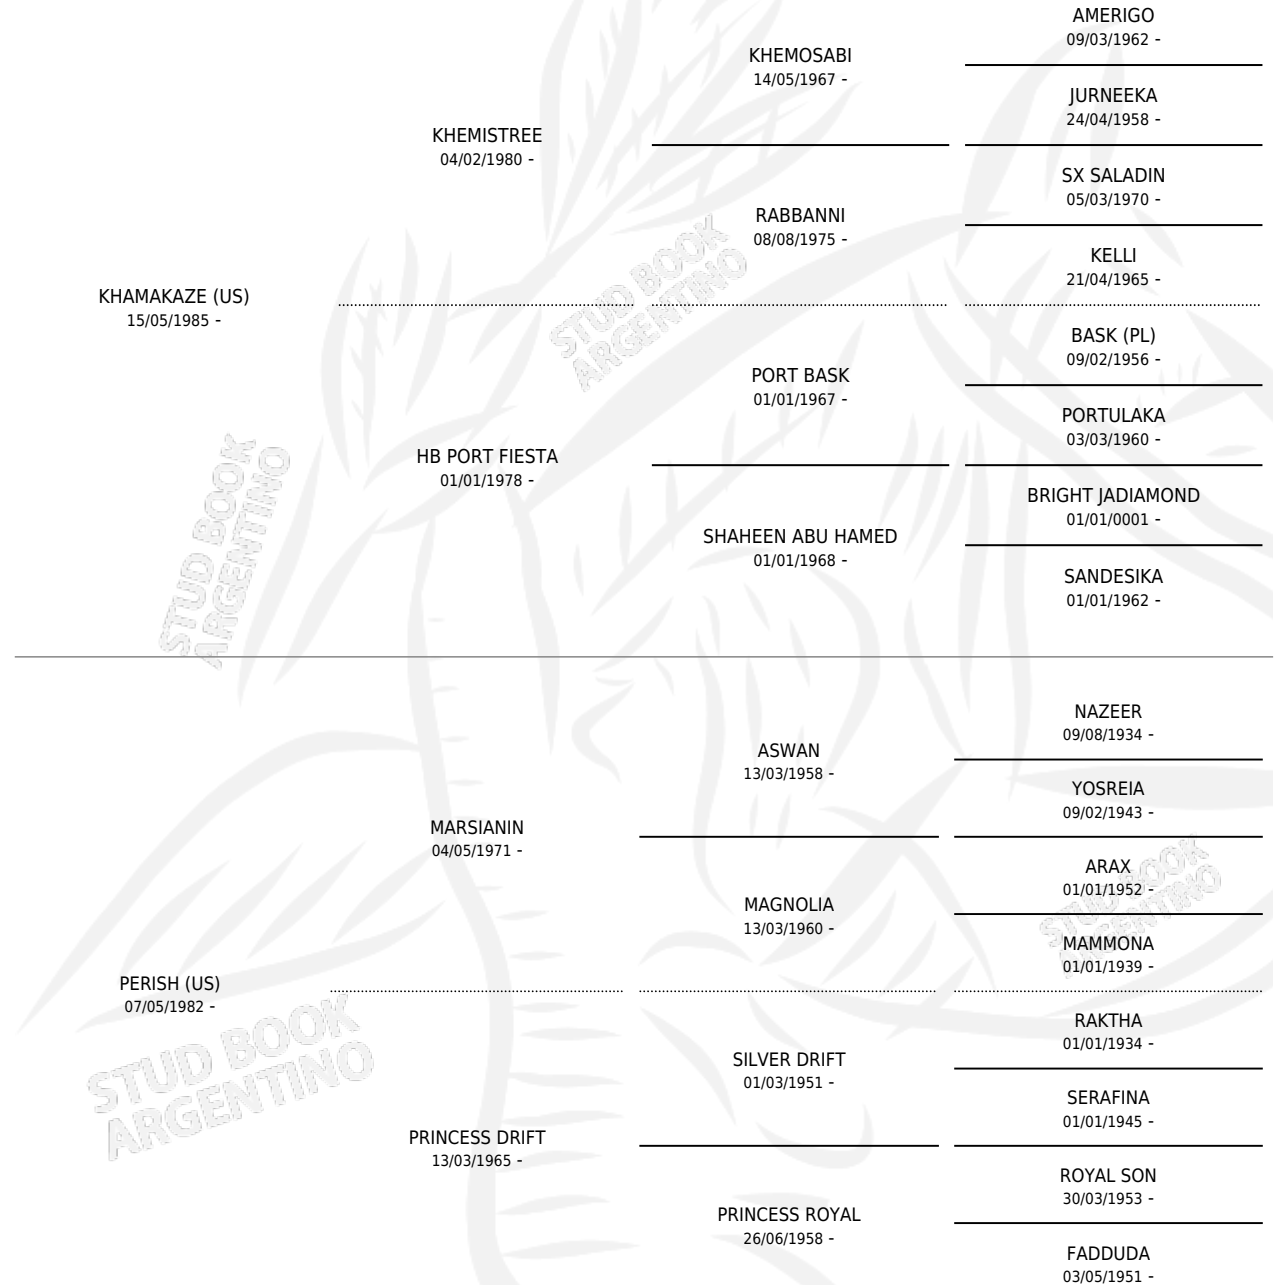 AMERIGO
09/03/1962 -
KHEMOSABI
14/05/1967 -
JURNEEKA
24/04/1958 -
KHEMISTREE
04/02/1980 -
SX SALADIN
05/03/1970 -
RABBANNI
08/08/1975 -
KELLI
21/04/1965 -
KHAMAKAZE (US)
15/05/1985 -
BASK (PL)
09/02/1956 -
PORT BASK
01/01/1967 -
PORTULAKA
03/03/1960 -
HB PORT FIESTA
01/01/1978 -
BRIGHT JADIAMOND
01/01/0001 -
SHAHEEN ABU HAMED
01/01/1968 -
SANDESIKA
01/01/1962 -
NAZEER
09/08/1934 -
ASWAN
13/03/1958 -
YOSREIA
09/02/1943 -
MARSIANIN
04/05/1971 -
ARAX
01/01/1952 -
MAGNOLIA
13/03/1960 -
MAMMONA
01/01/1939 -
PERISH (US)
07/05/1982 -
RAKTHA
01/01/1934 -
SILVER DRIFT
01/03/1951 -
SERAFINA
01/01/1945 -
PRINCESS DRIFT
13/03/1965 -
ROYAL SON
30/03/1953 -
PRINCESS ROYAL
26/06/1958 -
FADDUDA
03/05/1951 -
STUD BOOK
ARGENTINO
STUD BOOK
ARGENTINO
STUD BOOK
ARGENTINO
STUD BOOK
ARGENTINO